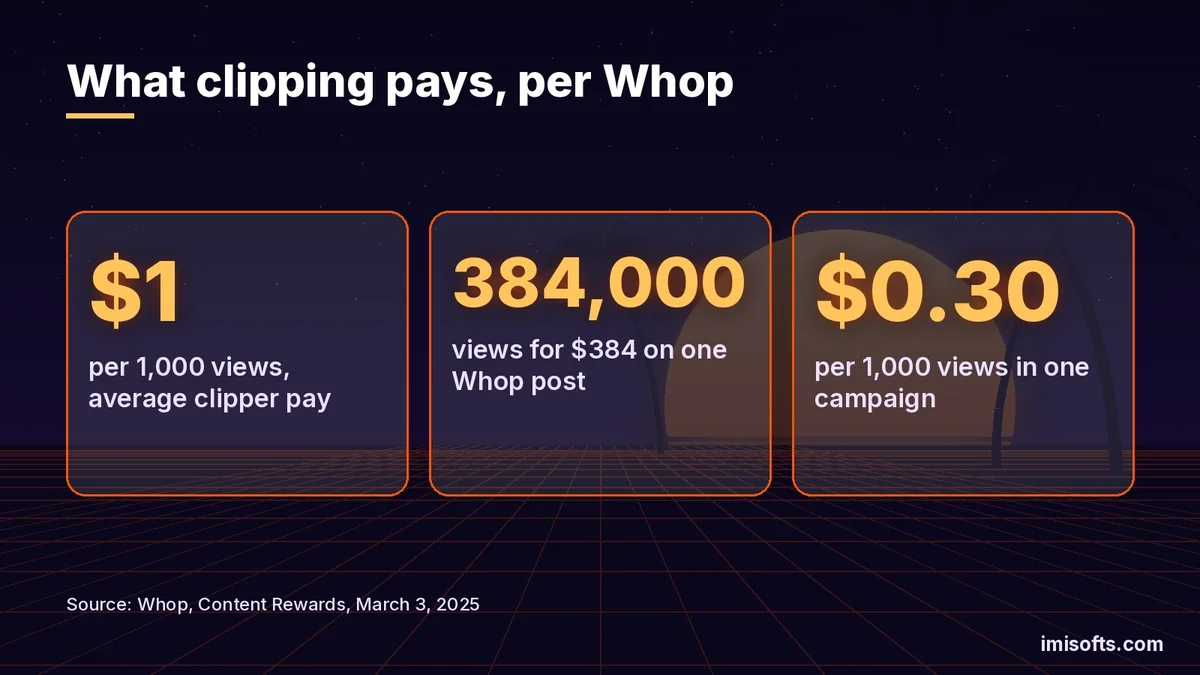 What clipping pays, per Whop
$1
per 1,000 views,
average clipper pay
384,000
views for $384 on one
Whop post
$0.30
per 1,000 views in one
campaign
Source: Whop, Content Rewards, March 3, 2025
imisofts.com